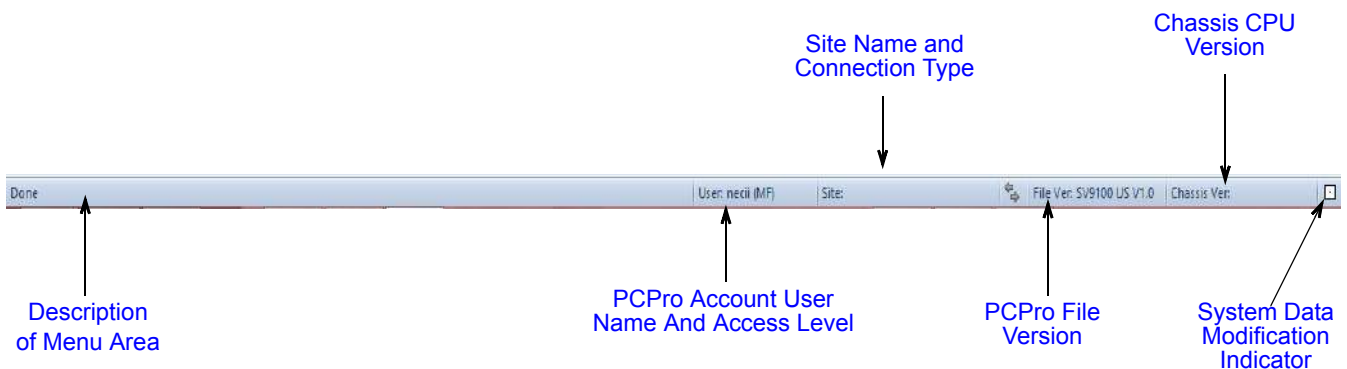 Chassis CPU
Version
Site Name and
Connection Type
Done
User: necii (MF)
Site:
File Ver: SV9100 US V1.0
Chassis Ver:
Description
of Menu Area
PCPro Account User
Name And Access Level
PCPro File
Version
System Data
Modification
Indicator